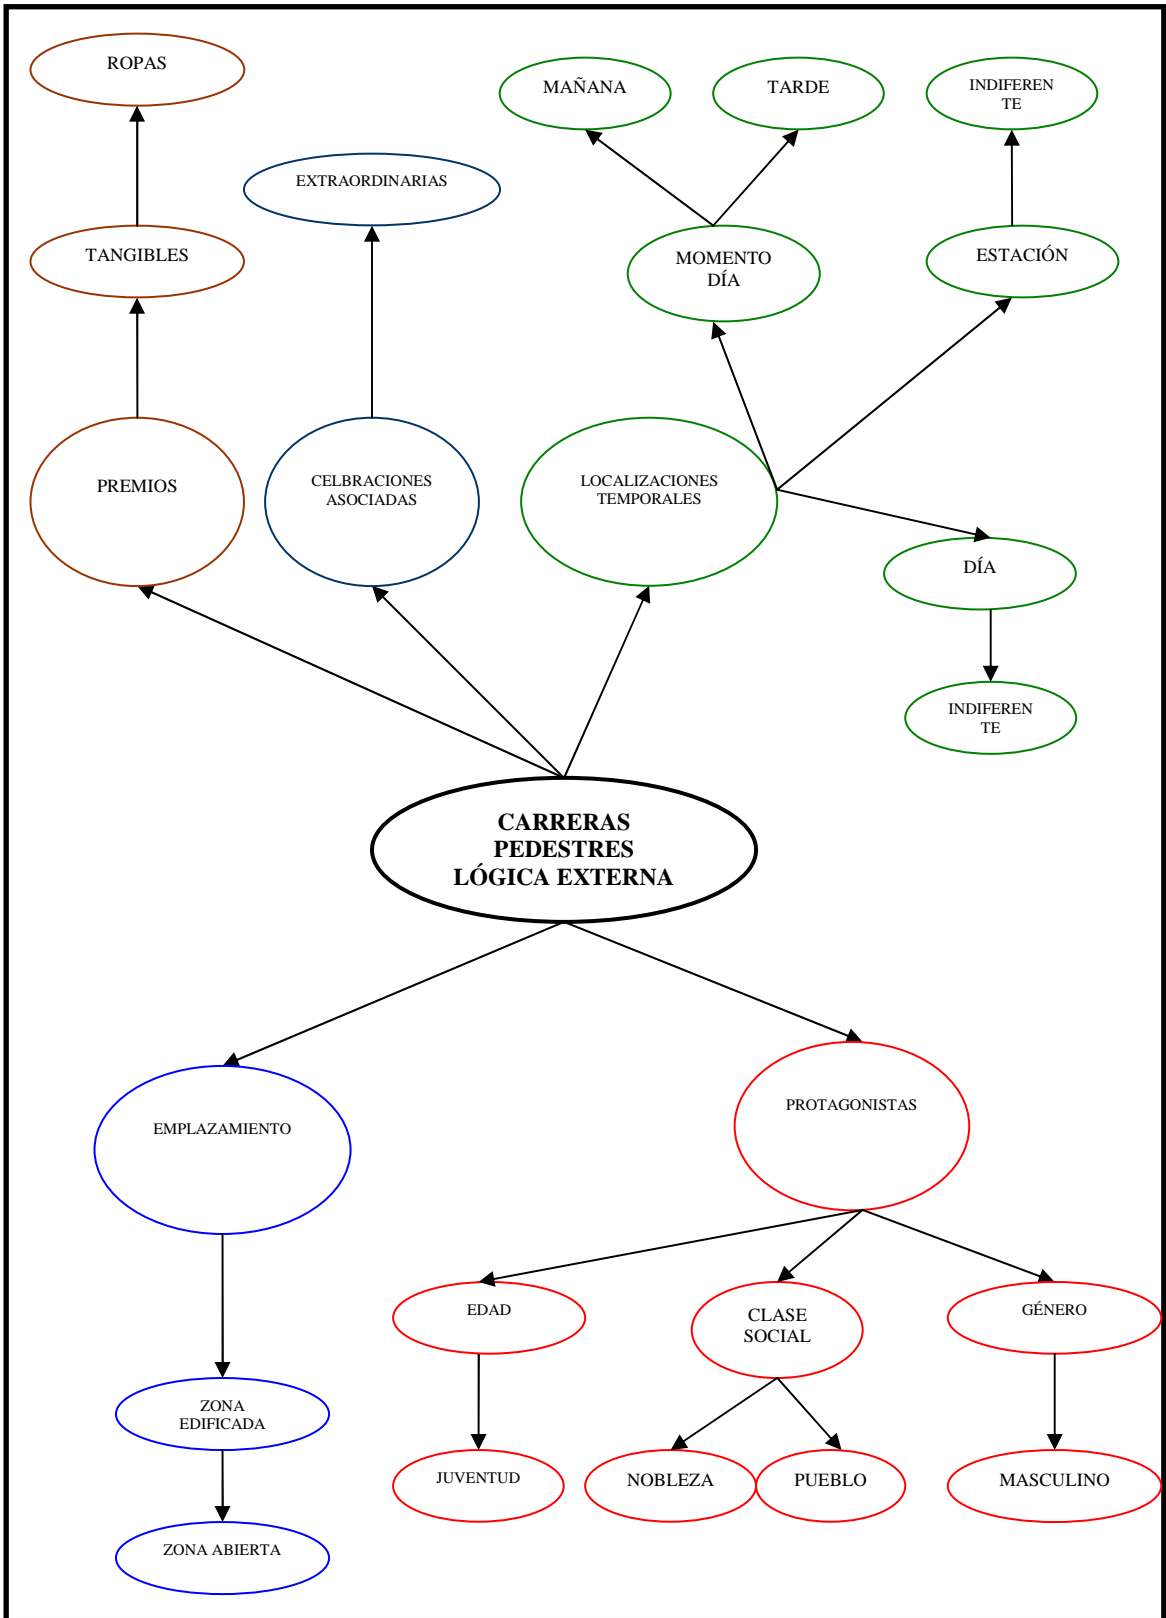 ROPAS
MAÑANA
TARDE
INDIFEREN
TE
EXTRAORDINARIAS
TANGIBLES
MOMENTO
DÍA
ESTACIÓN
PREMIOS
CELBRACIONES
ASOCIADAS
LOCALIZACIONES
TEMPORALES
DÍA
INDIFEREN
TE
CARRERAS
PEDESTRES
LÓGICA EXTERNA
EMPLAZAMIENTO
PROTAGONISTAS
EDAD
CLASE
SOCIAL
GÉNERO
ZONA
EDIFICADA
JUVENTUD
NOBLEZA
PUEBLO
MASCULINO
ZONA ABIERTA